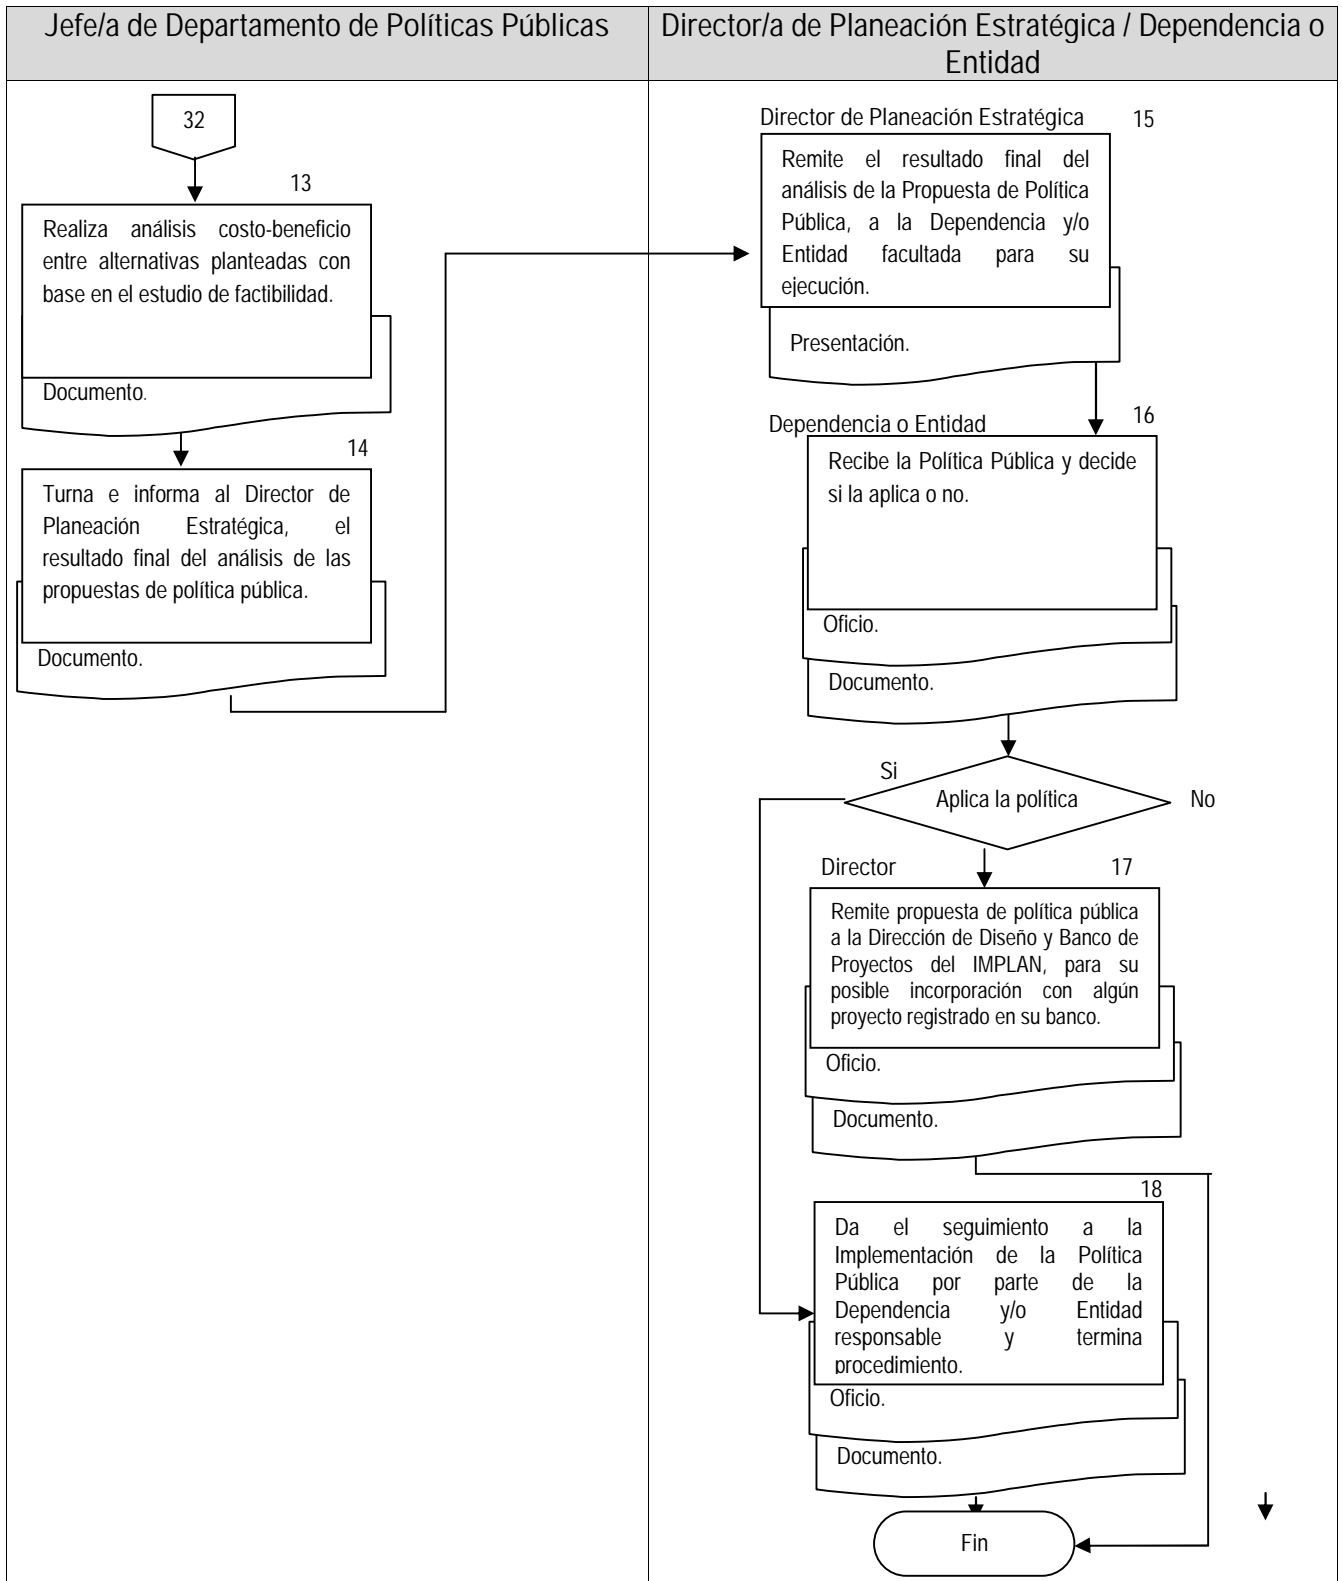 Jefe/a de Departamento de Políticas Públicas
Director/a de Planeación Estratégica / Dependencia o
Entidad
32
13
Realiza análisis costo-beneficio
entre alternativas planteadas con
base en el estudio de factibilidad.
Documento.
14
Turna e informa al Director de
Planeación Estratégica, el
resultado final del análisis de las
propuestas de política pública.
Documento.
Director de Planeación Estratégica
15
Remite el resultado final del
análisis de la Propuesta de Política
Pública, a la Dependencia y/o
Entidad facultada para su
ejecución.
Presentación.
Dependencia o Entidad
16
Recibe la Política Pública y decide
si la aplica o no.
Oficio.
Documento.
Si
Aplica la política
No
Director
17
Remite propuesta de política pública
a la Dirección de Diseño y Banco de
Proyectos del IMPLAN, para su
posible incorporación con algún
proyecto registrado en su banco.
Oficio.
Documento.
18
Da el seguimiento a la
Implementación de la Política
Pública por parte de la
Dependencia y/o Entidad
responsable y termina
procedimiento.
Oficio.
Documento.
Fin